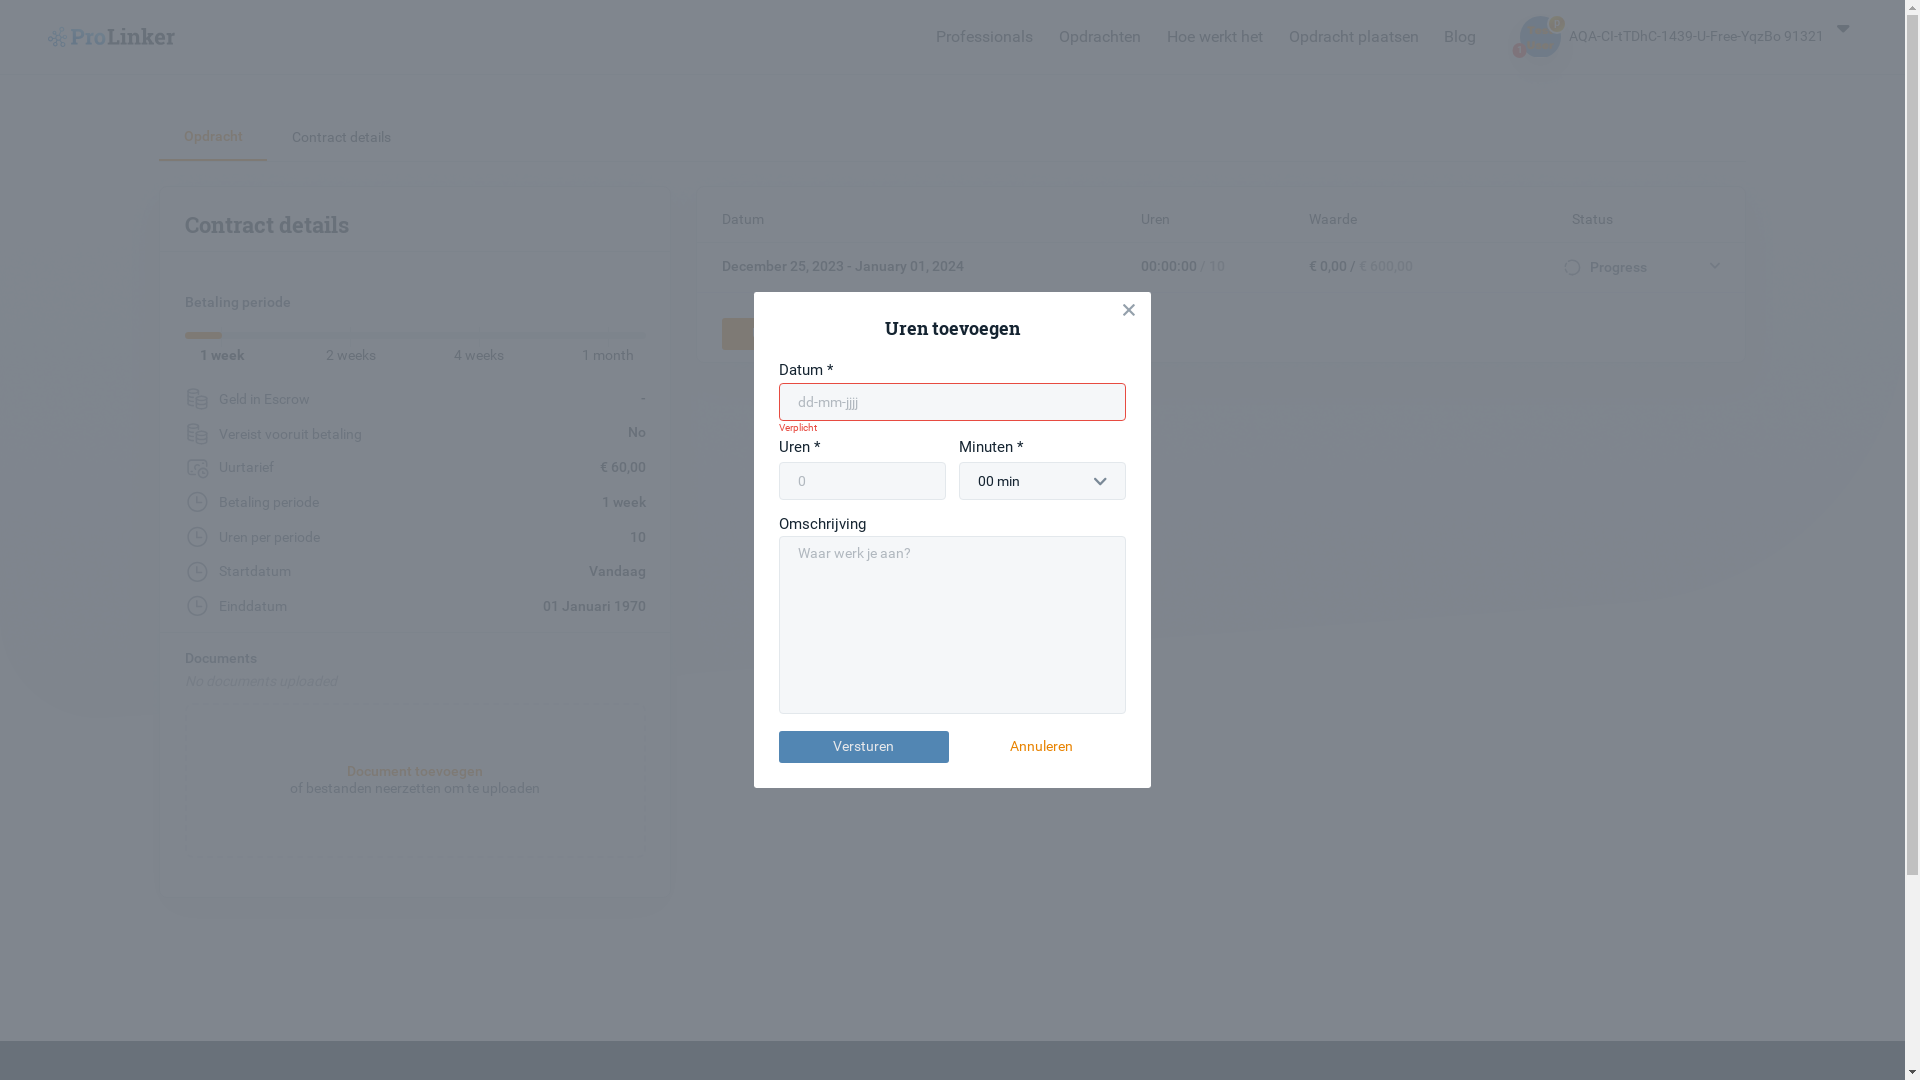 ProLinker
Professionals Opdrachten Hoe werkt het Opdracht plaatsen Blog
0
1
AQA-CI-tTDhC-1439-U-Free-YqzBo 91321
Opdracht Contract details
Contract details
Betaling periode
1 week 2 weeks 4 weeks 1 month
Geld in Escrow -
Vereist vooruit betaling No
Uurtarief € 60,00
Betaling periode 1 week
Uren per periode 10
Startdatum Vandaag
Einddatum 01 Januari 1970
Documents
No documents uploaded
Document toevoegen
of bestanden neerzetten om te uploaden
Datum Uren Waarde Status
December 25, 2023 - January 01, 2024 00:00:00 / 10 € 0,00 / € 600,00 Progress
Uren toevoegen
Datum *
dd-mm-jjjj
Verplicht
Uren * Minuten *
0 00 min
Omschrijving
Waar werk je aan?
Versturen Annuleren